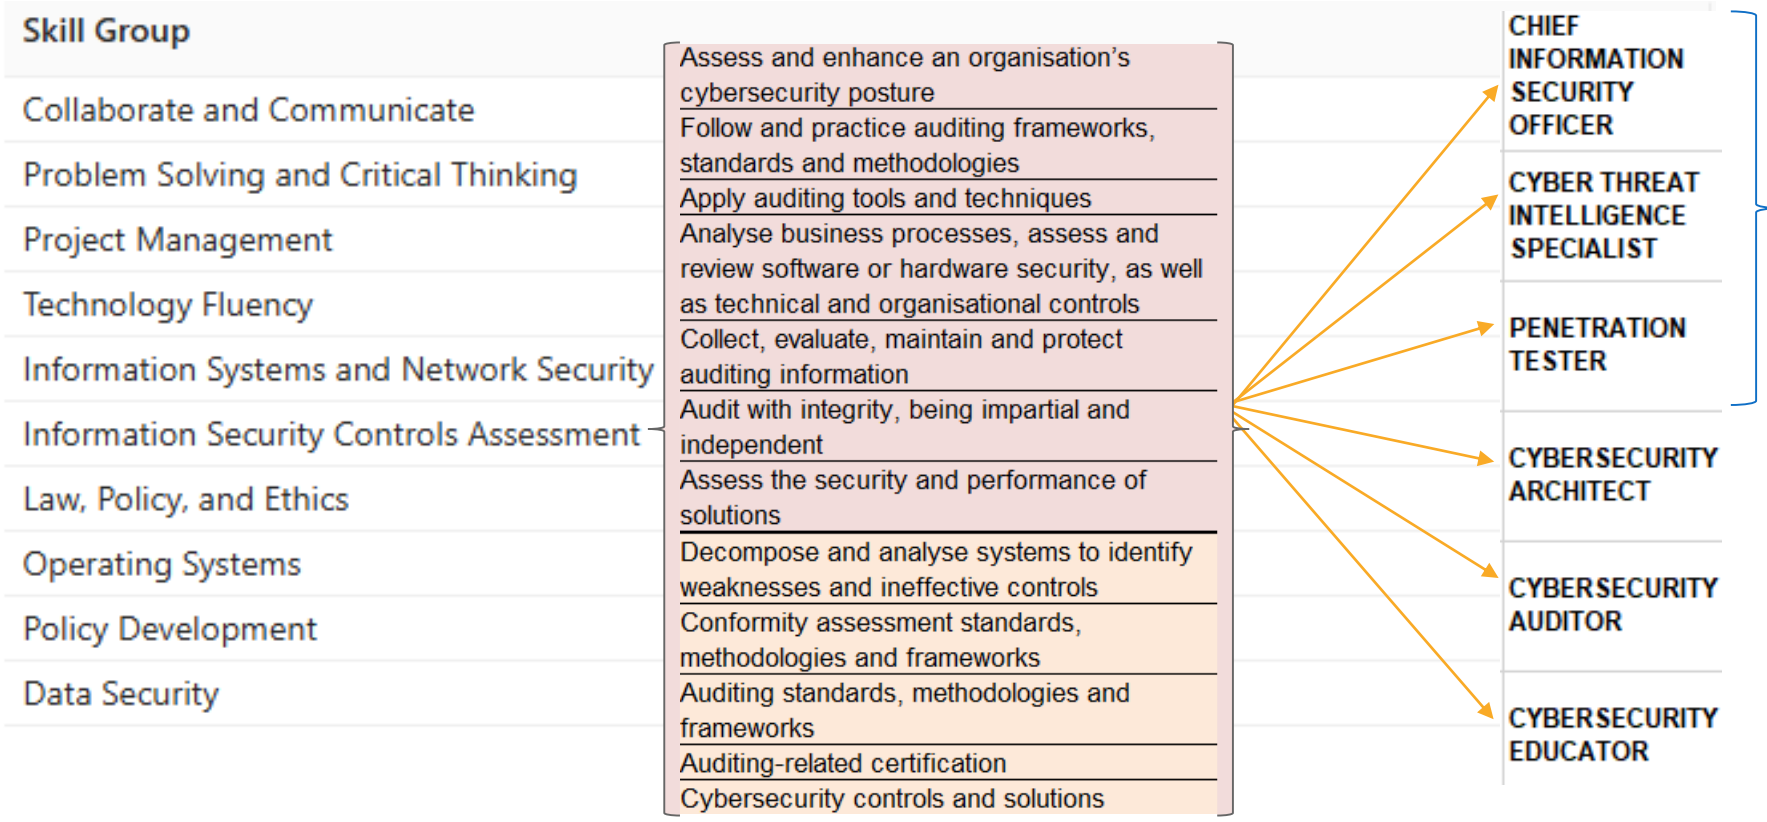 Skill Group
Collaborate and Communicate
Problem Solving and Critical Thinking
Project Management
Technology Fluency
Information Systems and Network Security
Information Security Controls Assessment
Law, Policy, and Ethics
Operating Systems
Policy Development
Data Security
Assess and enhance an organisation’s
cybersecurity posture
Follow and practice auditing frameworks,
standards and methodologies
Apply auditing tools and techniques
Analyse business processes, assess and
review software or hardware security, as well
as technical and organisational controls
Collect, evaluate, maintain and protect
auditing information
Audit with integrity, being impartial and
independent
Assess the security and performance of
solutions
Decompose and analyse systems to identify
weaknesses and ineffective controls
Conformity assessment standards,
methodologies and frameworks
Auditing standards, methodologies and
frameworks
Auditing-related certification
Cybersecurity controls and solutions
CHIEF
INFORMATION
SECURITY
OFFICER
CYBER THREAT
INTELLIGENCE
SPECIALIST
PENETRATION
TESTER
CYBERSECURITY
ARCHITECT
CYBERSECURITY
AUDITOR
CYBERSECURITY
EDUCATOR